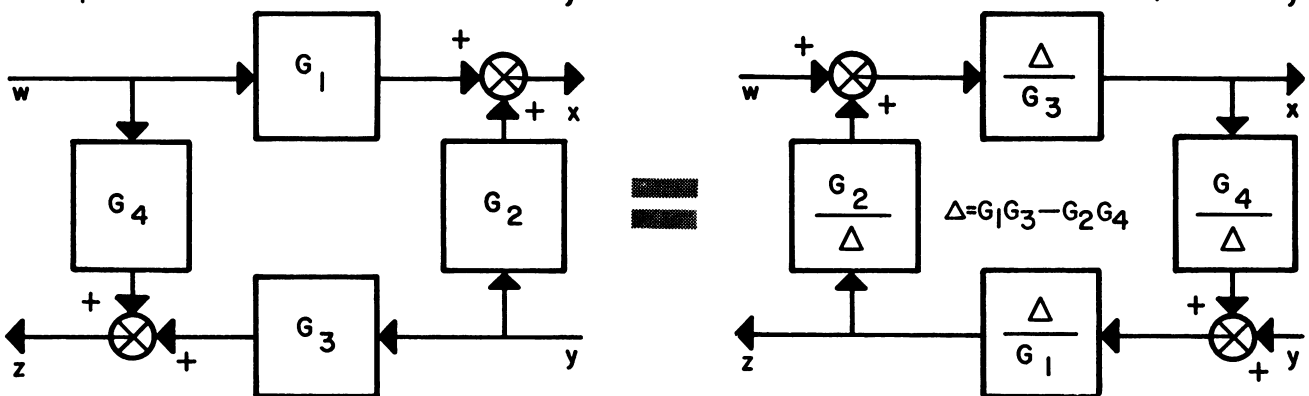 y
y
G1
+
+
x
w
G4
G2
+
+
z
G3
y
=
+
w
+
Δ
G3
x
G2
Δ
Δ=G1G3-G2G4
G4
Δ
z
Δ
G1
+
+
y